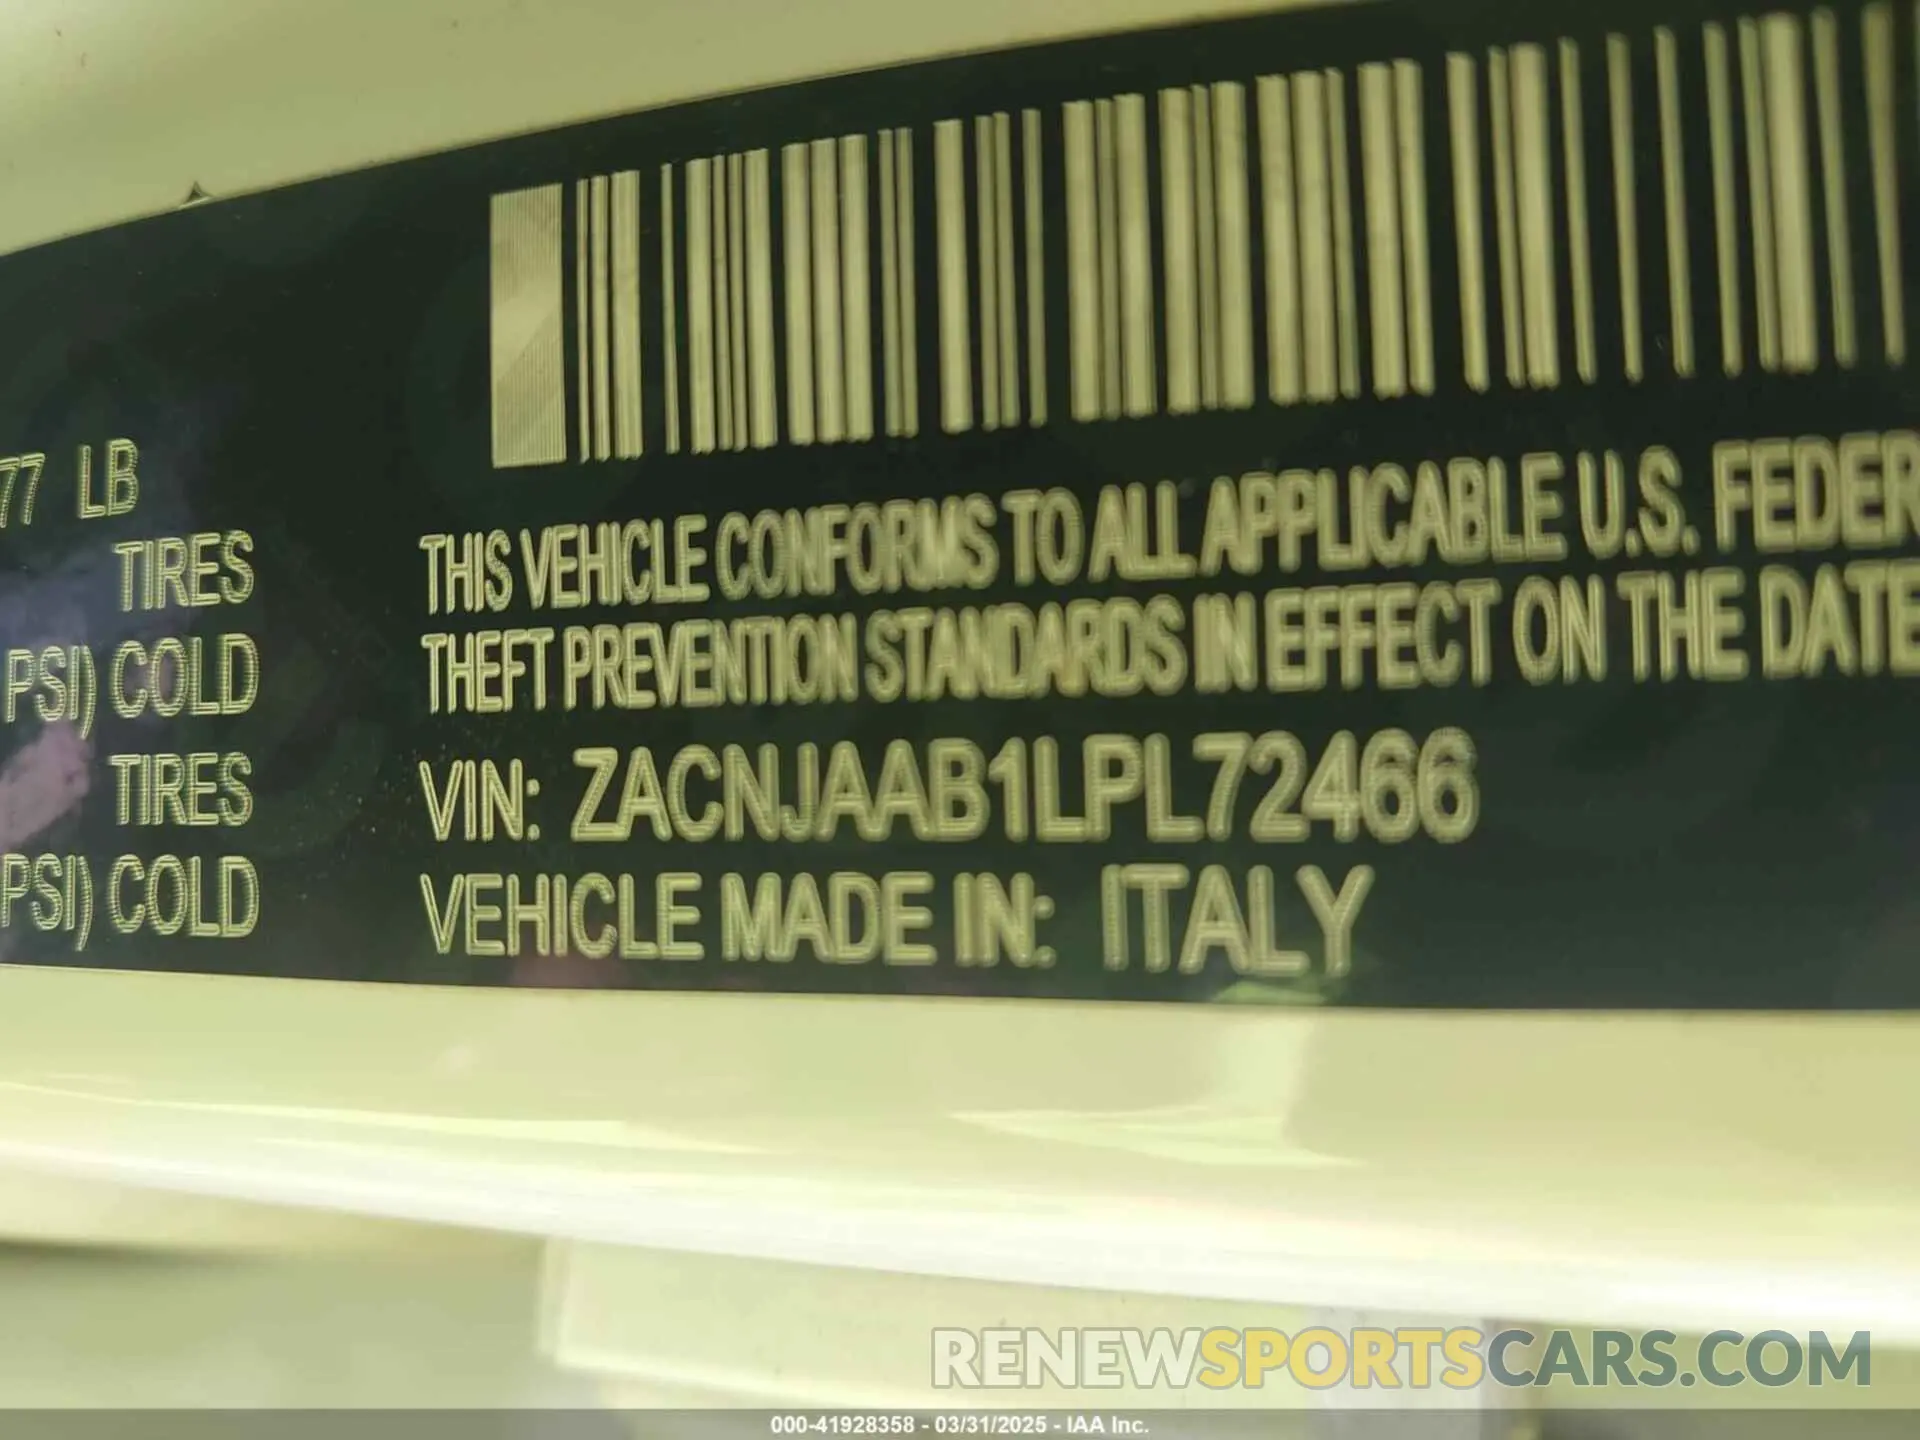 77 LB
TIRES
PSI) COLD
TIRES
PSI) COLD
THIS VEHICLE CONFORMS TO ALL APPLICABLE U.S. FEDER
THEFT PREVENTION STANDARDS IN EFFECT ON THE DATE
VIN: ZACNJAAB1LPL72466
VEHICLE MADE IN: ITALY
RENEWSPORTSCARS.COM
000-41928358 - 03/31/2025 - IAA Inc.